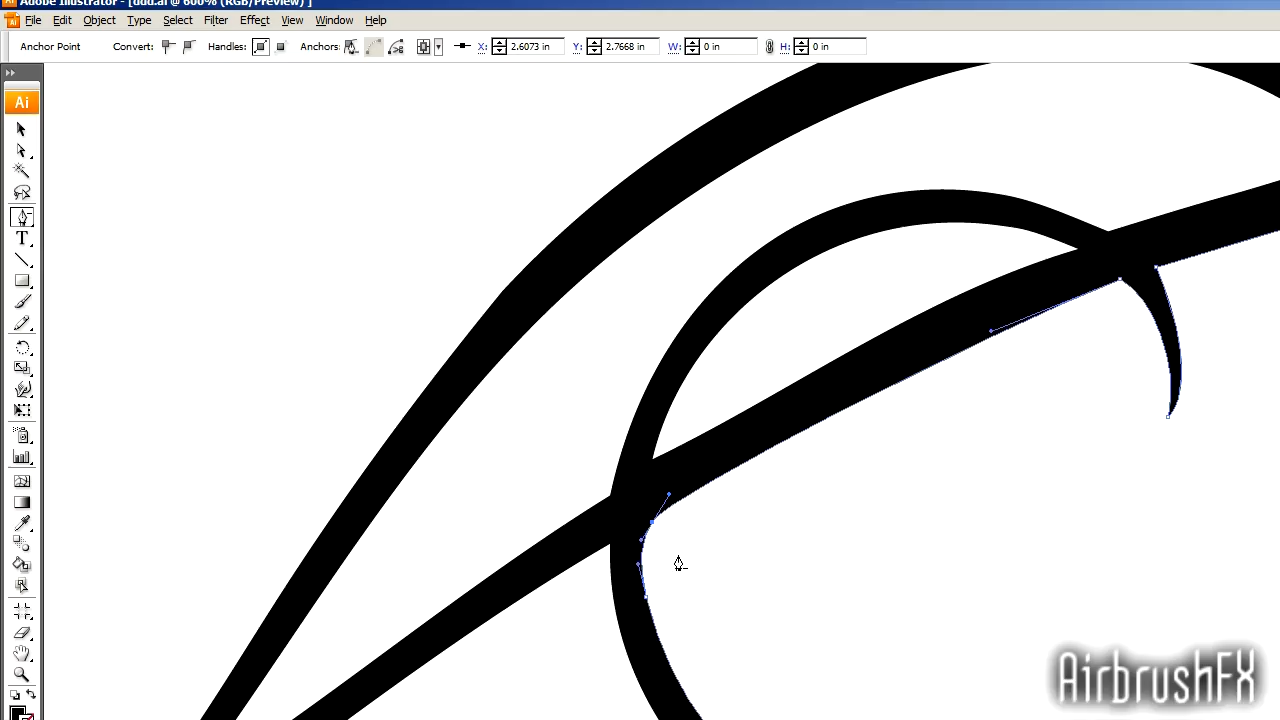 Adobe Illustrator - [ddd.ai @ 600% (RGB/Preview) ]
File Edit Object Type Select Filter Effect View Window Help
Anchor Point Convert: Handles: Anchors: X: 2.6073 in Y: 2.7668 in W: 0 in H: 0 in
Ai
T
AirbrushFX